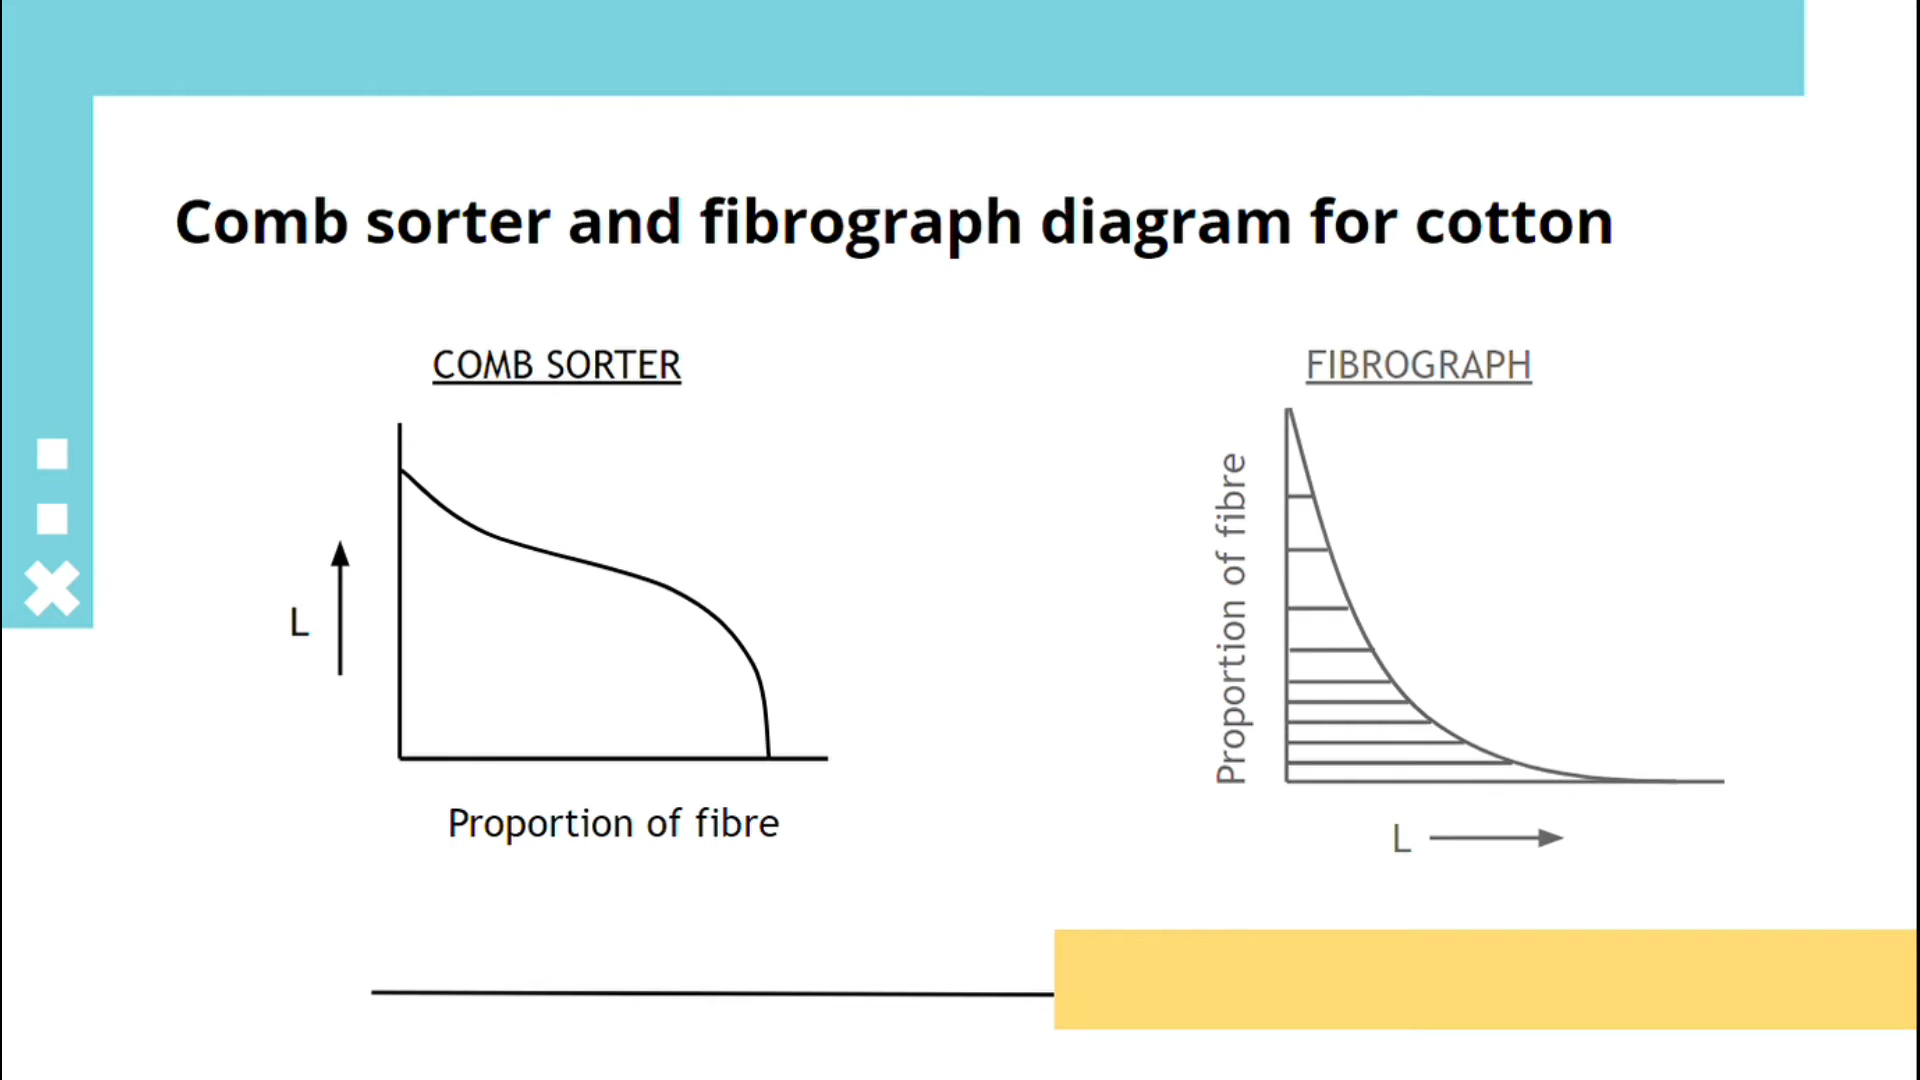 Comb sorter and fibrograph diagram for cotton
COMB SORTER
L
Proportion of fibre
FIBROGRAPH
Proportion of fibre
L